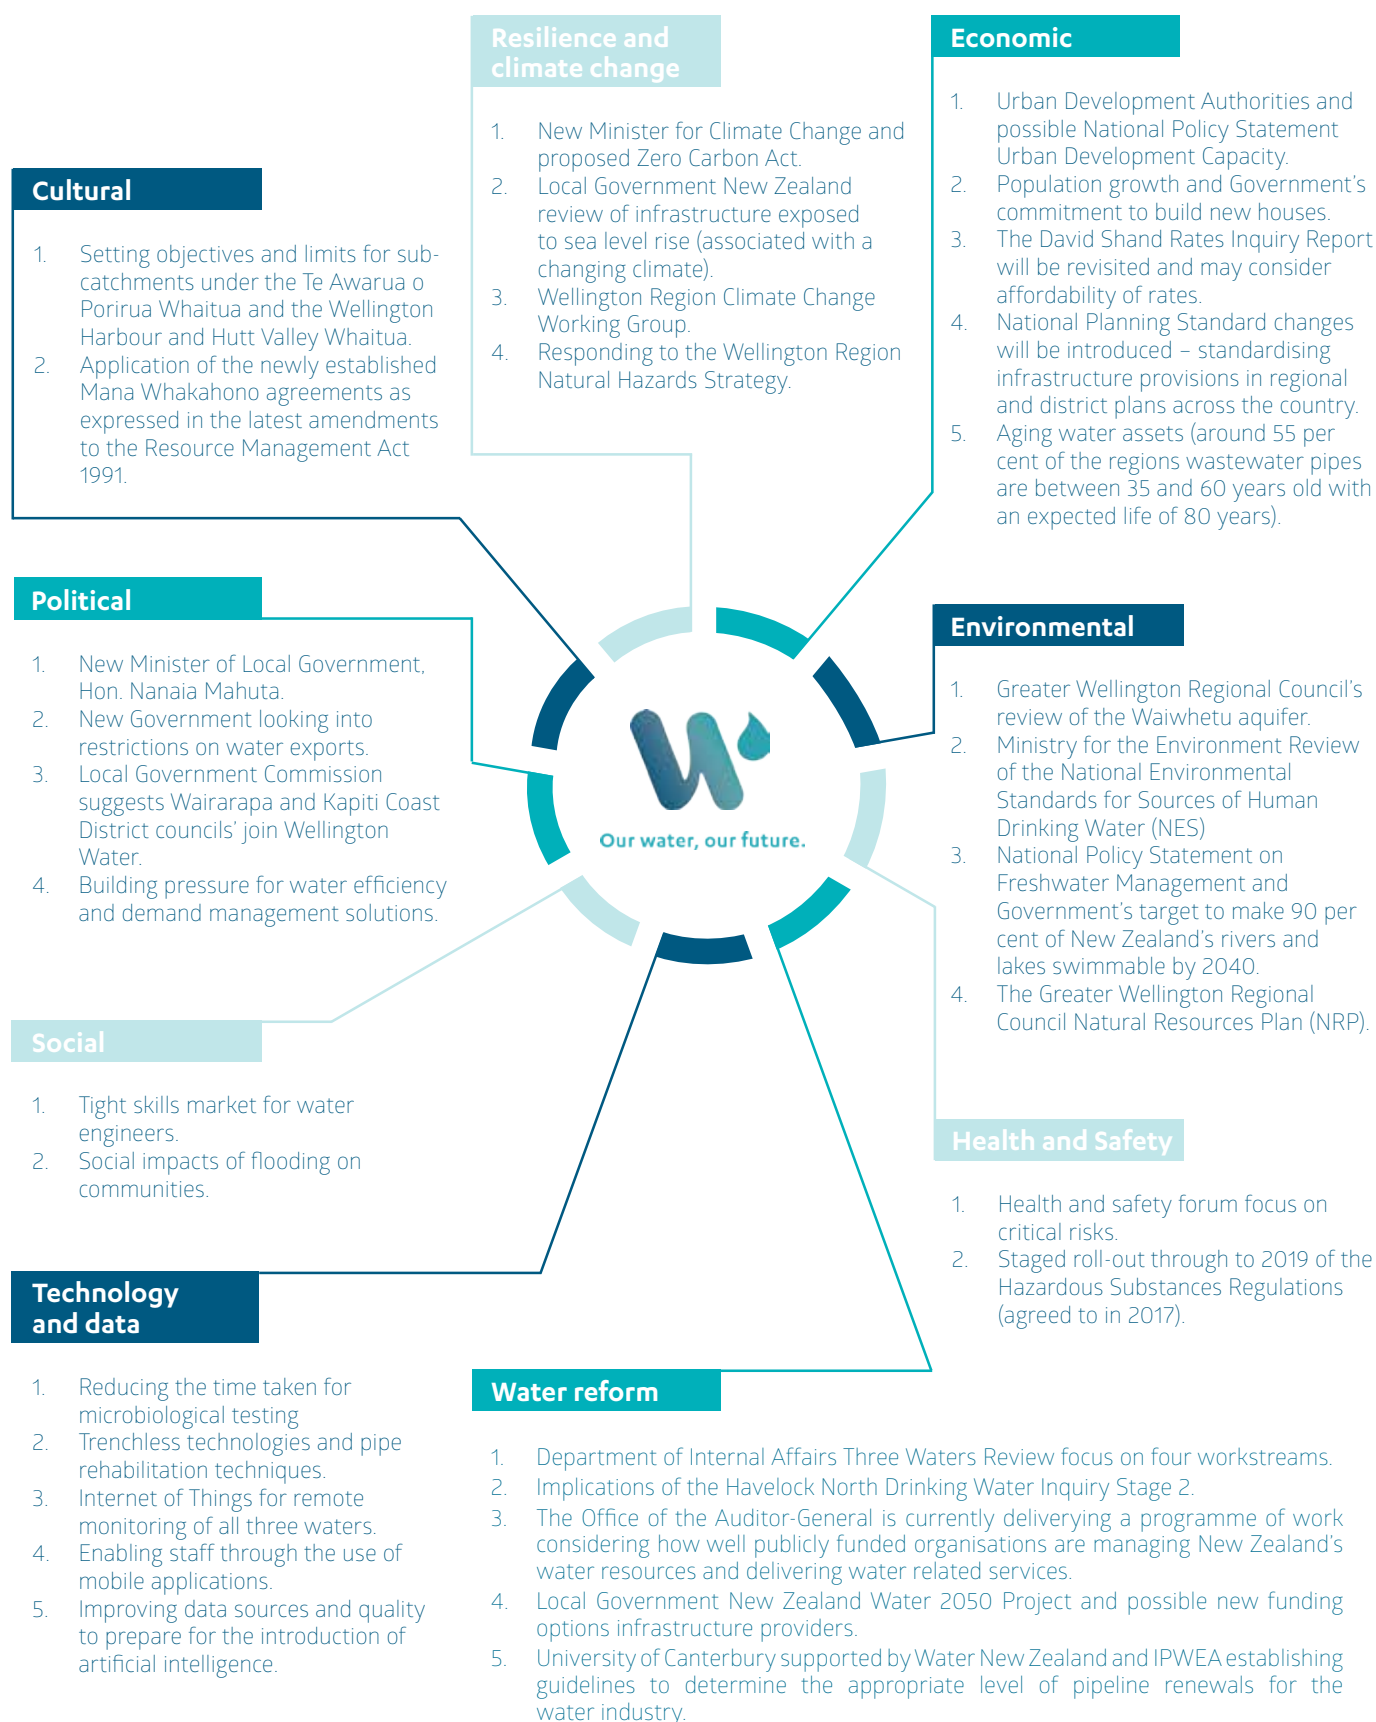 Resilience and
climate change
1. New Minister for Climate Change and
proposed Zero Carbon Act.
2. Local Government New Zealand
review of infrastructure exposed
to sea level rise (associated with a
changing climate).
3. Wellington Region Climate Change
Working Group.
4. Responding to the Wellington Region
Natural Hazards Strategy.
Economic
1. Urban Development Authorities and
possible National Policy Statement
Urban Development Capacity.
2. Population growth and Government's
commitment to build new houses.
3. The David Shand Rates Inquiry Report
will be revisited and may consider
affordability of rates.
4. National Planning Standard changes
will be introduced – standardising
infrastructure provisions in regional
and district plans across the country.
5. Aging water assets (around 55 per
cent of the regions wastewater pipes
are between 35 and 60 years old with
an expected life of 80 years).
Cultural
1. Setting objectives and limits for sub-
catchments under the Te Awarua o
Porirua Whaitua and the Wellington
Harbour and Hutt Valley Whaitua.
2. Application of the newly established
Mana Whakahono agreements as
expressed in the latest amendments
to the Resource Management Act
1991.
Political
1. New Minister of Local Government,
Hon. Nanaia Mahuta.
2. New Government looking into
restrictions on water exports.
3. Local Government Commission
suggests Wairarapa and Kapiti Coast
District councils' join Wellington
Water.
4. Building pressure for water efficiency
and demand management solutions.
Our water, our future.
Environmental
1. Greater Wellington Regional Council's
review of the Waiwhetu aquifer.
2. Ministry for the Environment Review
of the National Environmental
Standards for Sources of Human
Drinking Water (NES)
3. National Policy Statement on
Freshwater Management and
Government's target to make 90 per
cent of New Zealand's rivers and
lakes swimmable by 2040.
4. The Greater Wellington Regional
Council Natural Resources Plan (NRP).
Social
1. Tight skills market for water
engineers.
2. Social impacts of flooding on
communities.
Health and Safety
1. Health and safety forum focus on
critical risks.
2. Staged roll-out through to 2019 of the
Hazardous Substances Regulations
(agreed to in 2017).
Technology
and data
1. Reducing the time taken for
microbiological testing
2. Trenchless technologies and pipe
rehabilitation techniques.
3. Internet of Things for remote
monitoring of all three waters.
4. Enabling staff through the use of
mobile applications.
5. Improving data sources and quality
to prepare for the introduction of
artificial intelligence.
Water reform
1. Department of Internal Affairs Three Waters Review focus on four workstreams.
2. Implications of the Havelock North Drinking Water Inquiry Stage 2.
3. The Office of the Auditor-General is currently deliverying a programme of work
considering how well publicly funded organisations are managing New Zealand's
water resources and delivering water related services.
4. Local Government New Zealand Water 2050 Project and possible new funding
options infrastructure providers.
5. University of Canterbury supported by Water New Zealand and IPWEA establishing
guidelines to determine the appropriate level of pipeline renewals for the
water industry.